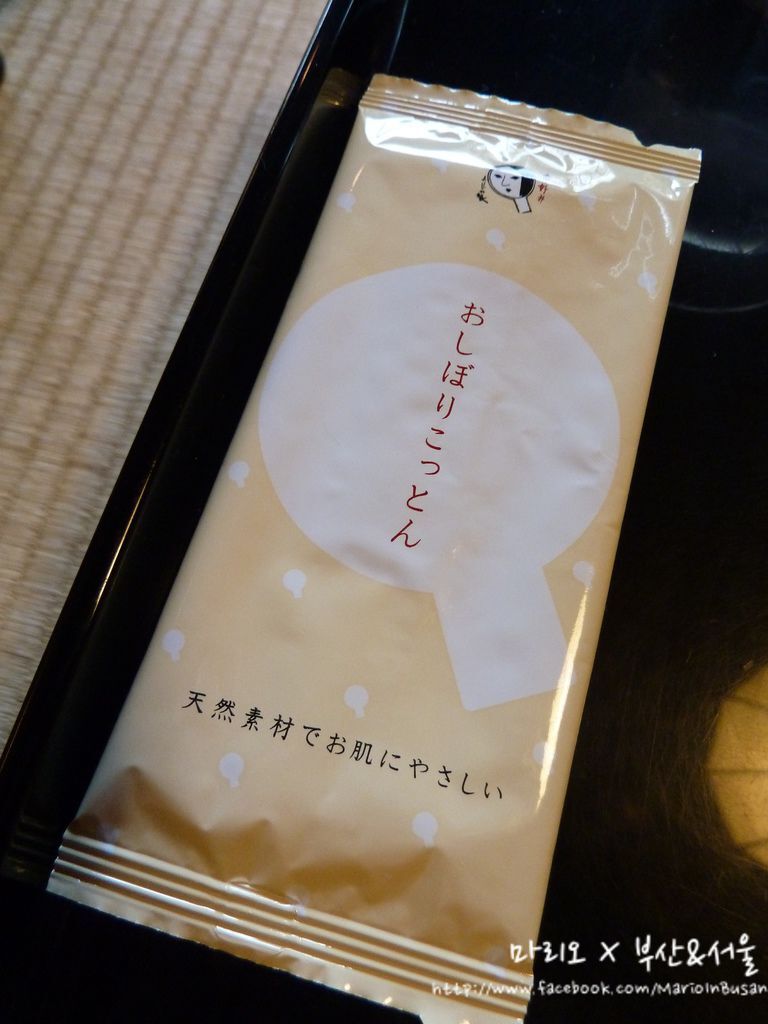 おしぼりこっとん
天然素材でお肌にやさしい
마리오 X 부산&서울
http://www.facebook.com/MarioInBusan